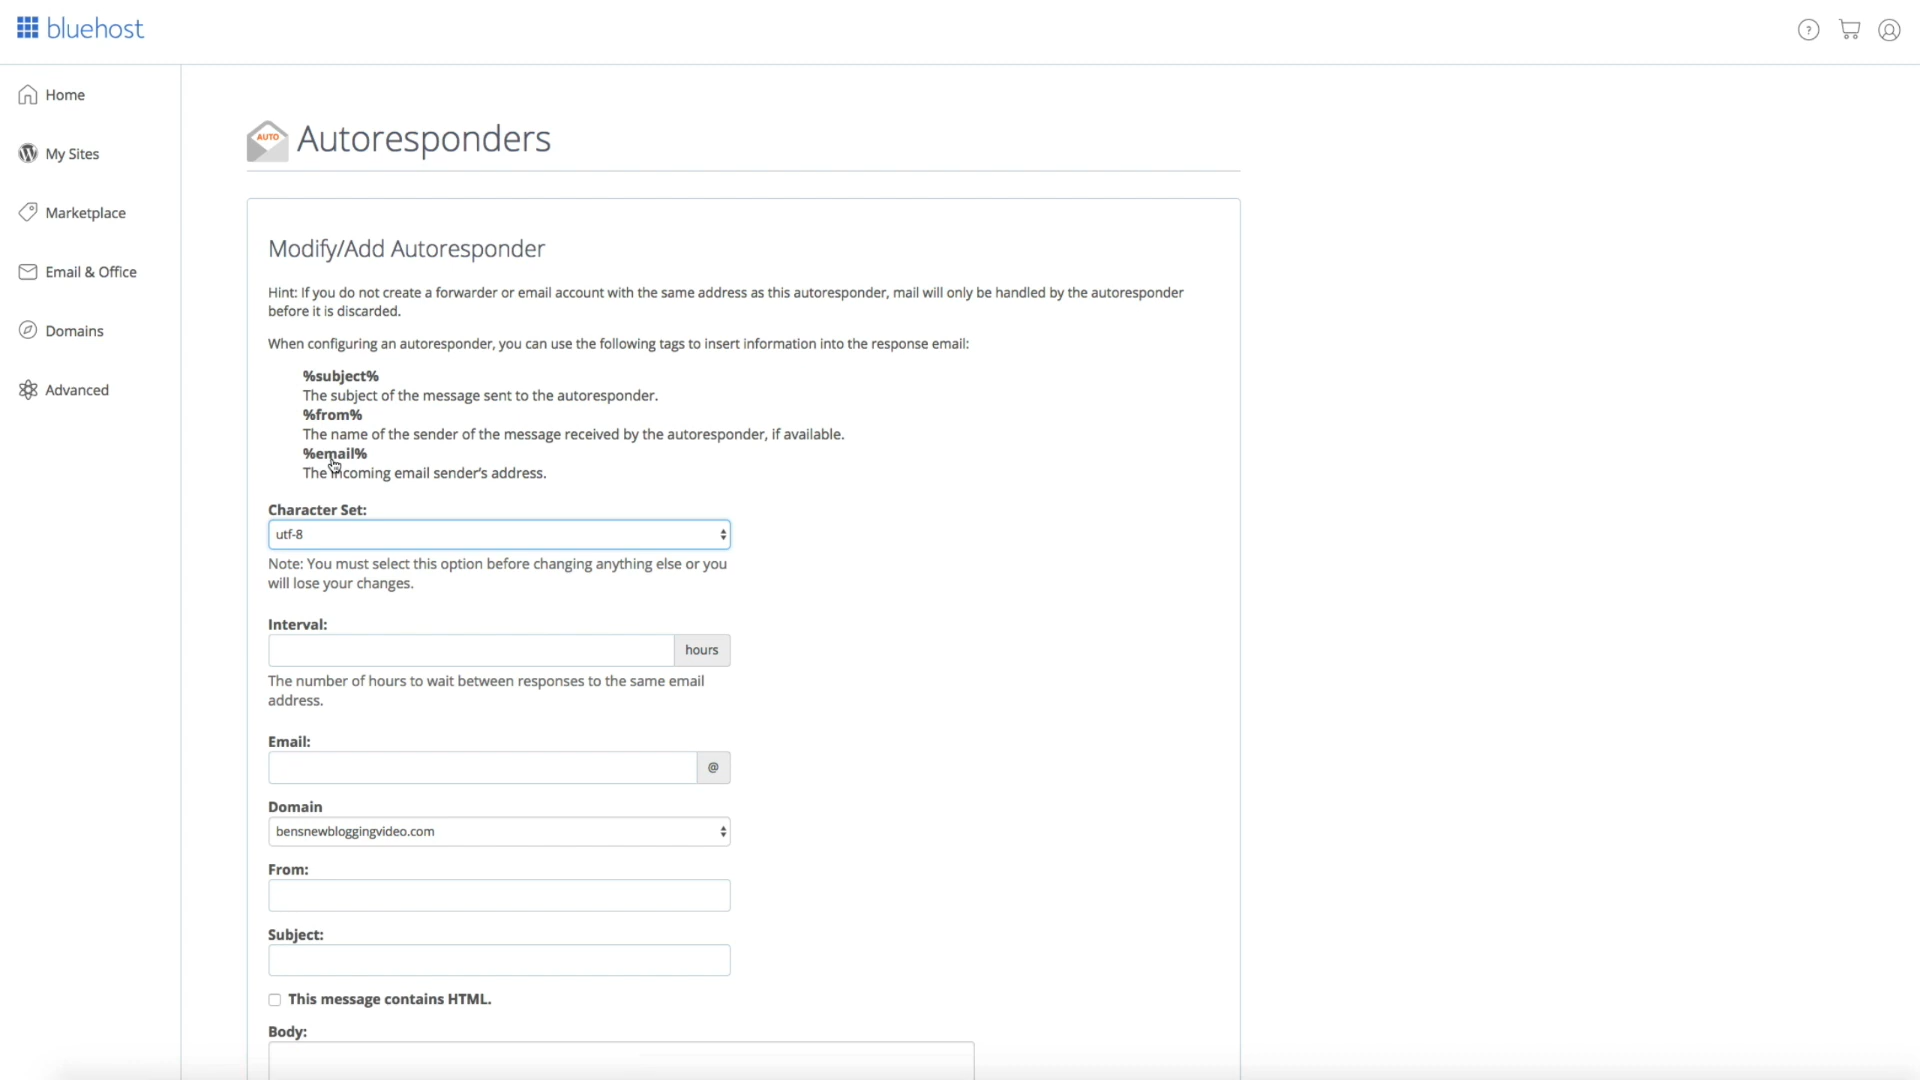 bluehost
?
Home
My Sites
Marketplace
Email & Office
Domains
Advanced
AUTO
Autoresponders
Modify/Add Autoresponder
Hint: If you do not create a forwarder or email account with the same address as this autoresponder, mail will only be handled by the autoresponder
before it is discarded.
When configuring an autoresponder, you can use the following tags to insert information into the response email:
%subject%
The subject of the message sent to the autoresponder.
%from%
The name of the sender of the message received by the autoresponder, if available.
%email%
The incoming email sender's address.
Character Set:
utf-8
Note: You must select this option before changing anything else or you
will lose your changes.
Interval:
hours
The number of hours to wait between responses to the same email
address.
Email:
@
Domain
bensnewbloggingvideo.com
From:
Subject:
This message contains HTML.
Body: